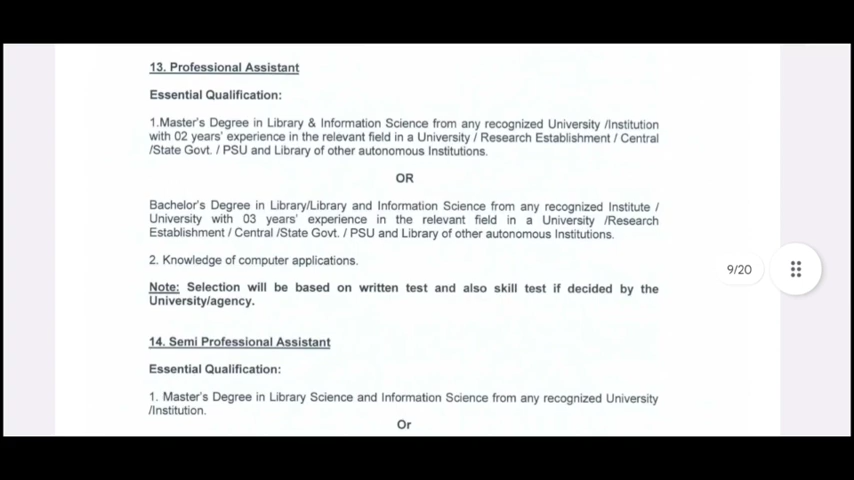 13. Professional Assistant
Essential Qualification:
1.Master's Degree in Library & Information Science from any recognized University /Institution
with 02 years' experience in the relevant field in a University / Research Establishment / Central
/State Govt. / PSU and Library of other autonomous Institutions.
OR
Bachelor's Degree in Library/Library and Information Science from any recognized Institute /
University with 03 years' experience in the relevant field in a University /Research
Establishment / Central /State Govt. / PSU and Library of other autonomous Institutions.
2. Knowledge of computer applications.
9/20
Note: Selection will be based on written test and also skill test if decided by the
University/agency.
14. Semi Professional Assistant
Essential Qualification:
1. Master's Degree in Library Science and Information Science from any recognized University
/Institution.
Or